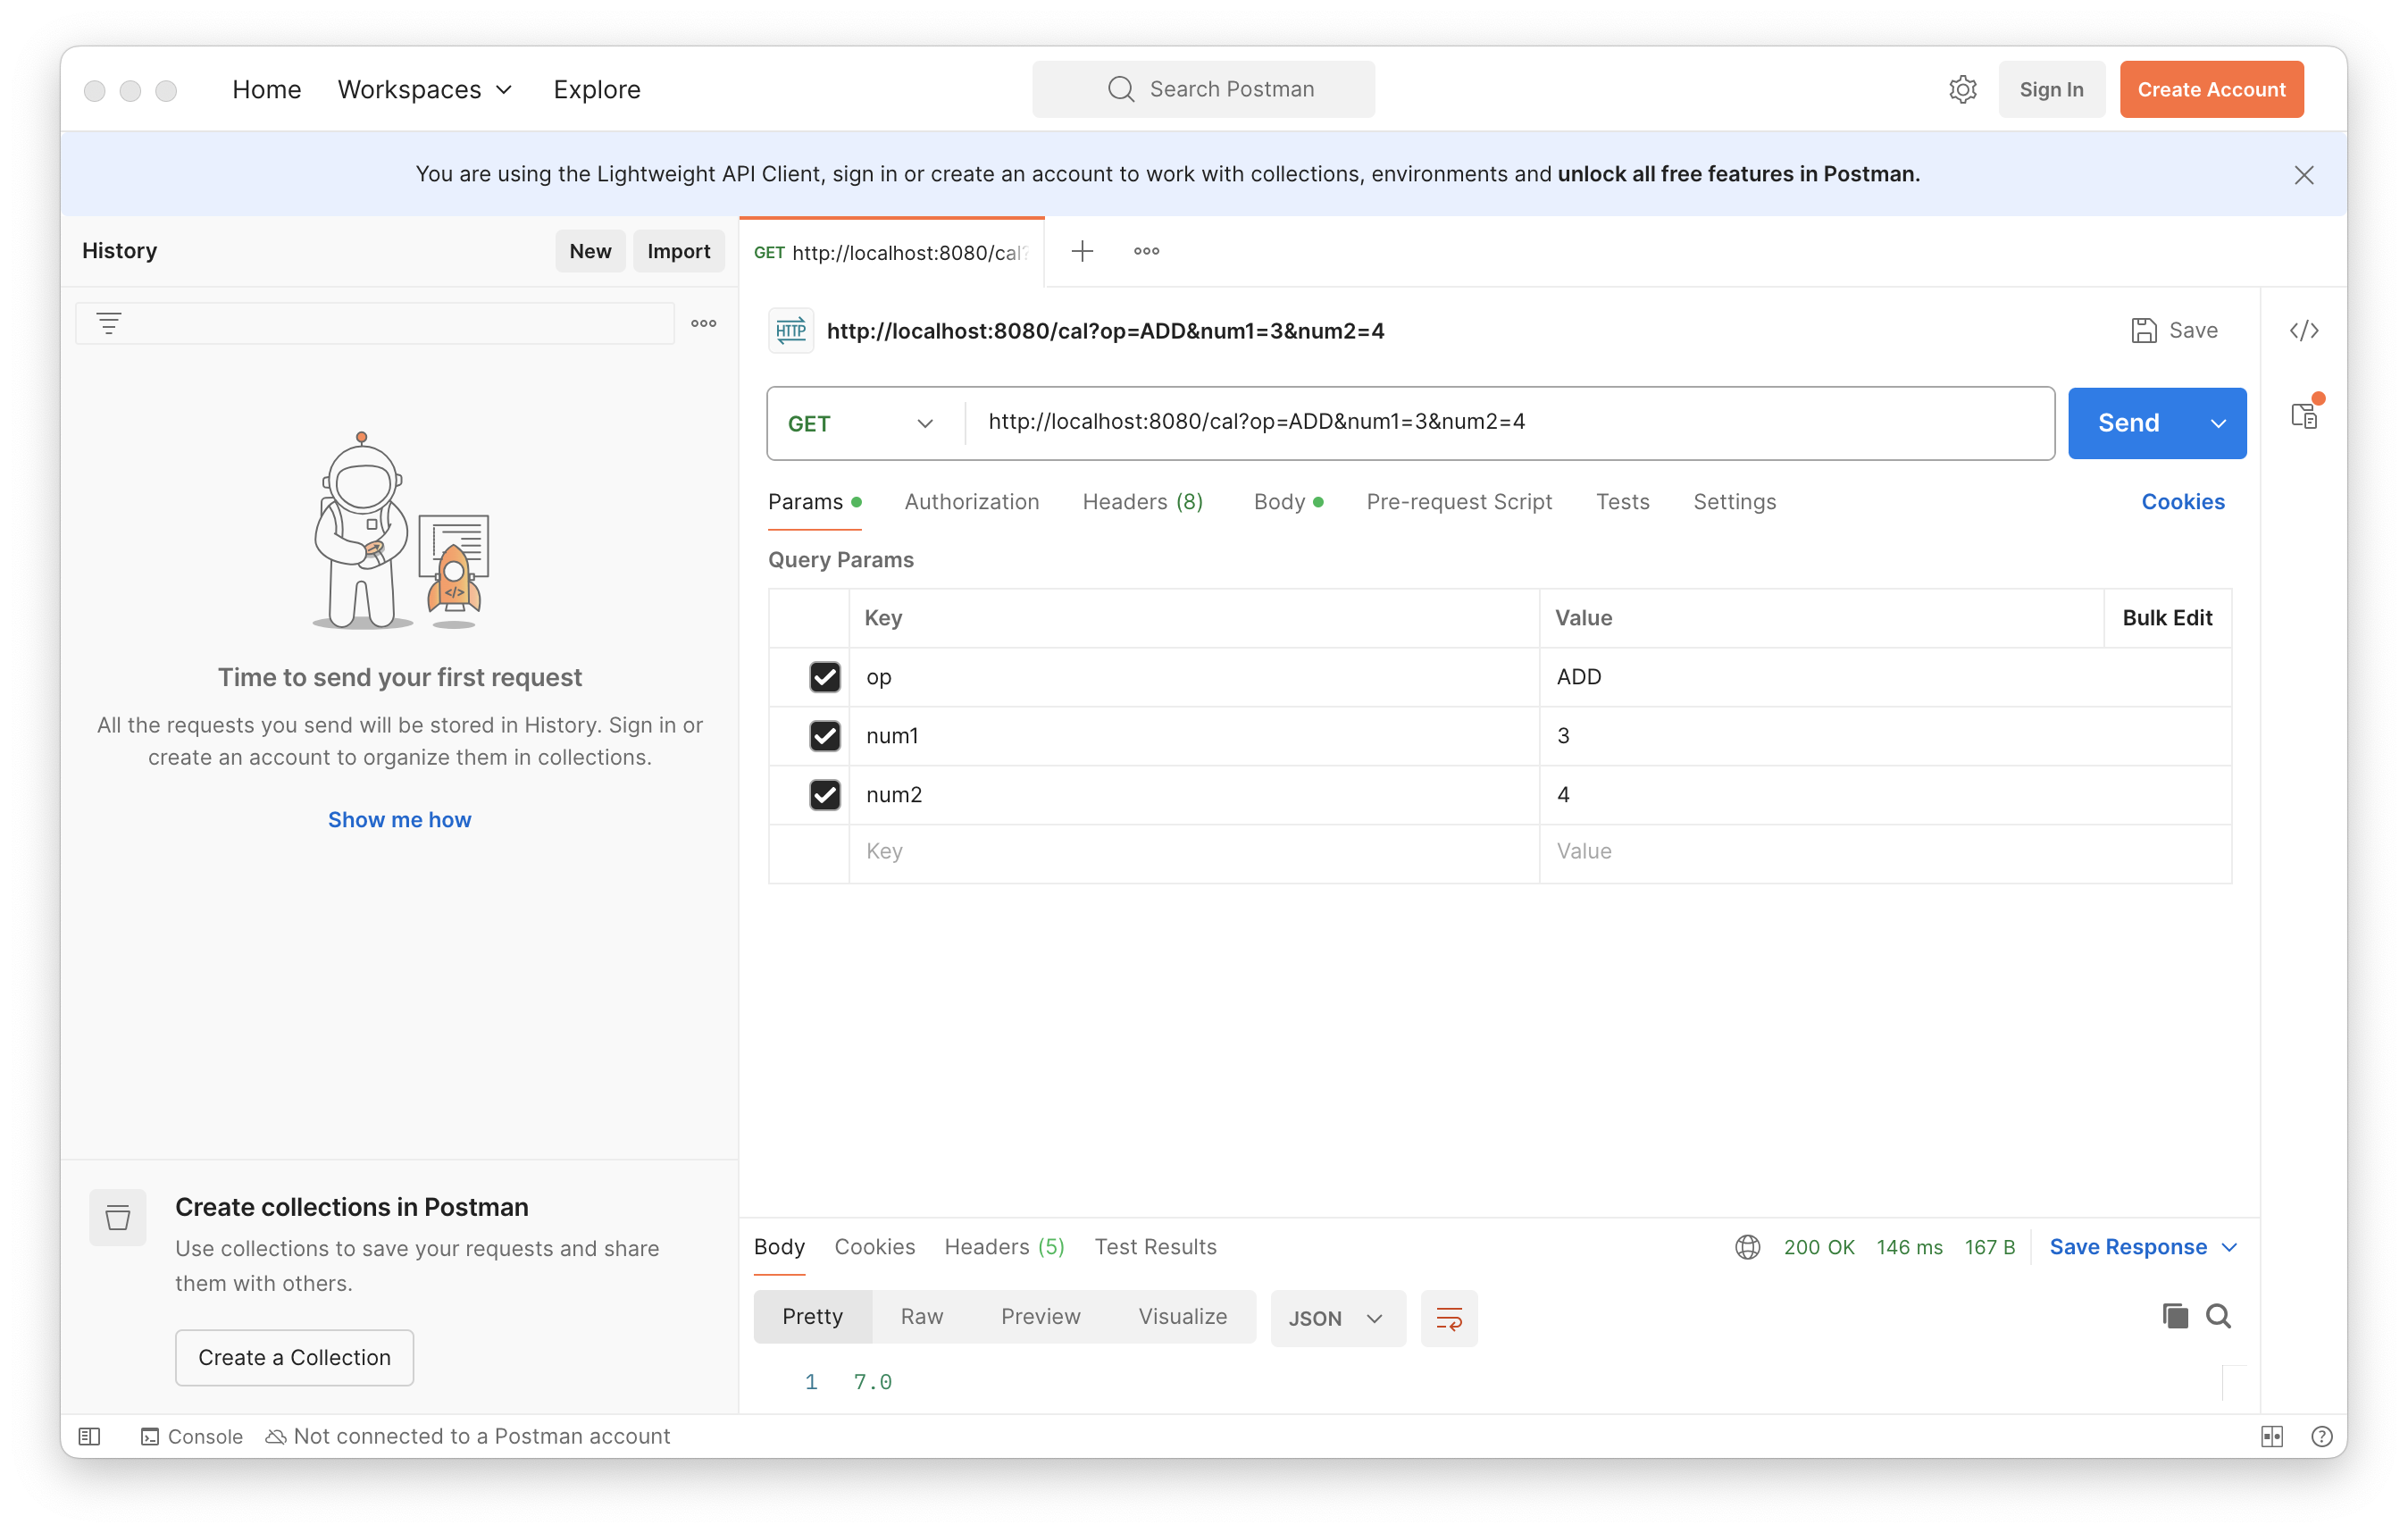 Home Workspaces Explore Search Postman Sign In Create Account
You are using the Lightweight API Client, sign in or create an account to work with collections, environments and unlock all free features in Postman.
History New Import
GET http://localhost:8080/cal?
HTTP http://localhost:8080/cal?op=ADD&num1=3&num2=4 Save </>
GET http://localhost:8080/cal?op=ADD&num1=3&num2=4 Send
Params Authorization Headers (8) Body Pre-request Script Tests Settings Cookies
Query Params
Key Value Bulk Edit
op ADD
num1 3
num2 4
Key Value
</>
Time to send your first request
All the requests you send will be stored in History. Sign in or
create an account to organize them in collections.
Show me how
Create collections in Postman
Use collections to save your requests and share
them with others.
Create a Collection
Body Cookies Headers (5) Test Results 200 OK 146 ms 167 B Save Response
Pretty Raw Preview Visualize JSON
1 7.0
Console Not connected to a Postman account